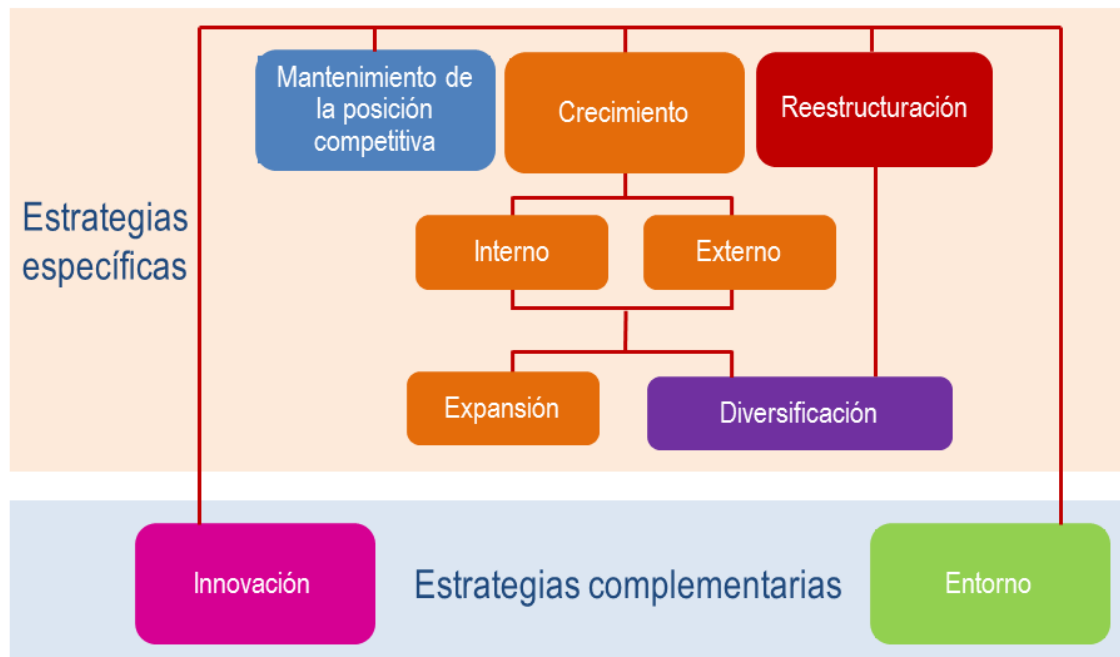 Mantenimiento de
la posición
competitiva
Crecimiento
Reestructuración
Estrategias
específicas
Interno
Externo
Expansión
Diversificación
Innovación
Estrategias complementarias
Entorno